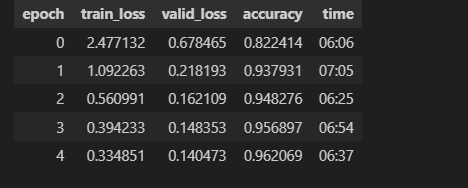 epoch train_loss valid_loss accuracy time
0 2.477132 0.678465 0.822414 06:06
1 1.092263 0.218193 0.937931 07:05
2 0.560991 0.162109 0.948276 06:25
3 0.394233 0.148353 0.956897 06:54
4 0.334851 0.140473 0.962069 06:37